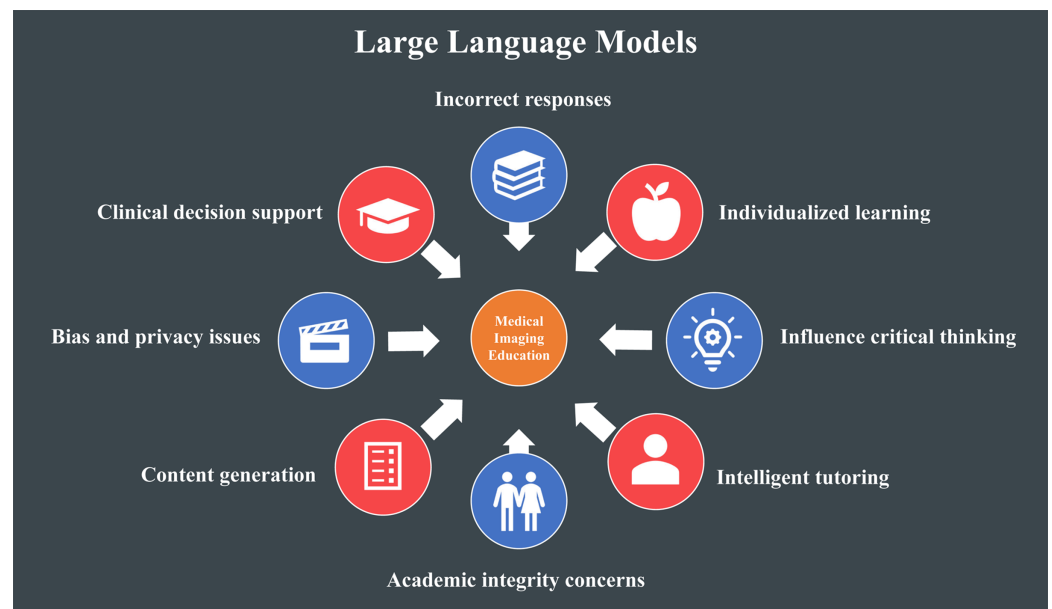 Large Language Models
Incorrect responses
Clinical decision support
Individualized learning
Bias and privacy issues
Medical
Imaging
Education
Influence critical thinking
Content generation
Intelligent tutoring
Academic integrity concerns